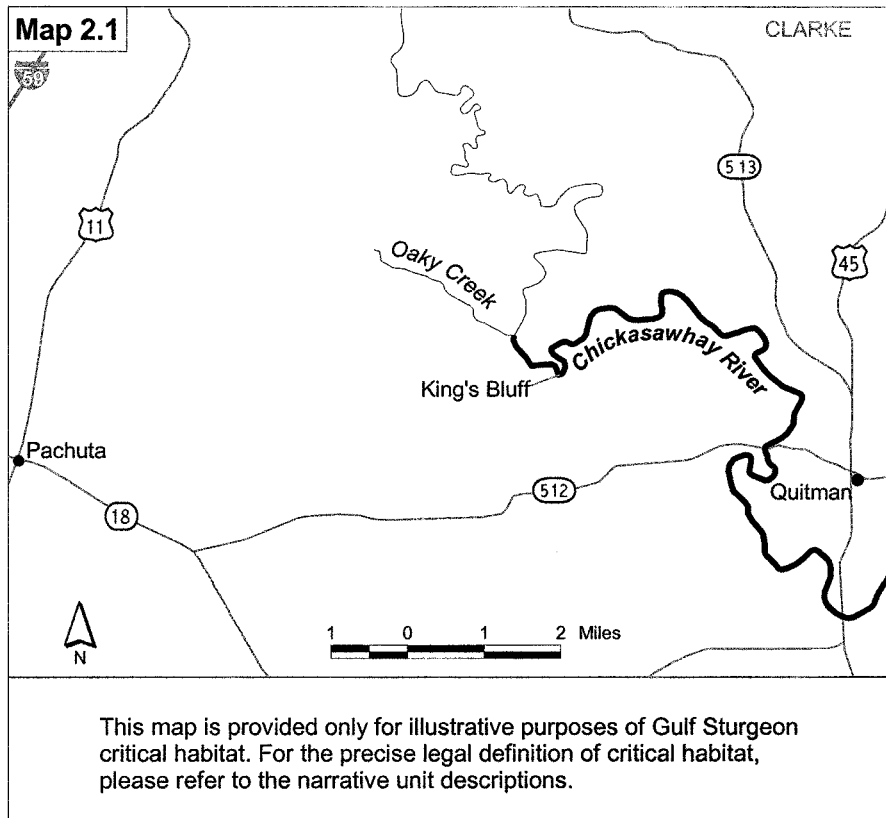 Map 2.1
CLARKE
59
513
11
45
Oaky Creek
Chickasawhay River
King's Bluff
Pachuta
512
Quitman
18
N
1 0 1 2 Miles
This map is provided only for illustrative purposes of Gulf Sturgeon
critical habitat. For the precise legal definition of critical habitat,
please refer to the narrative unit descriptions.